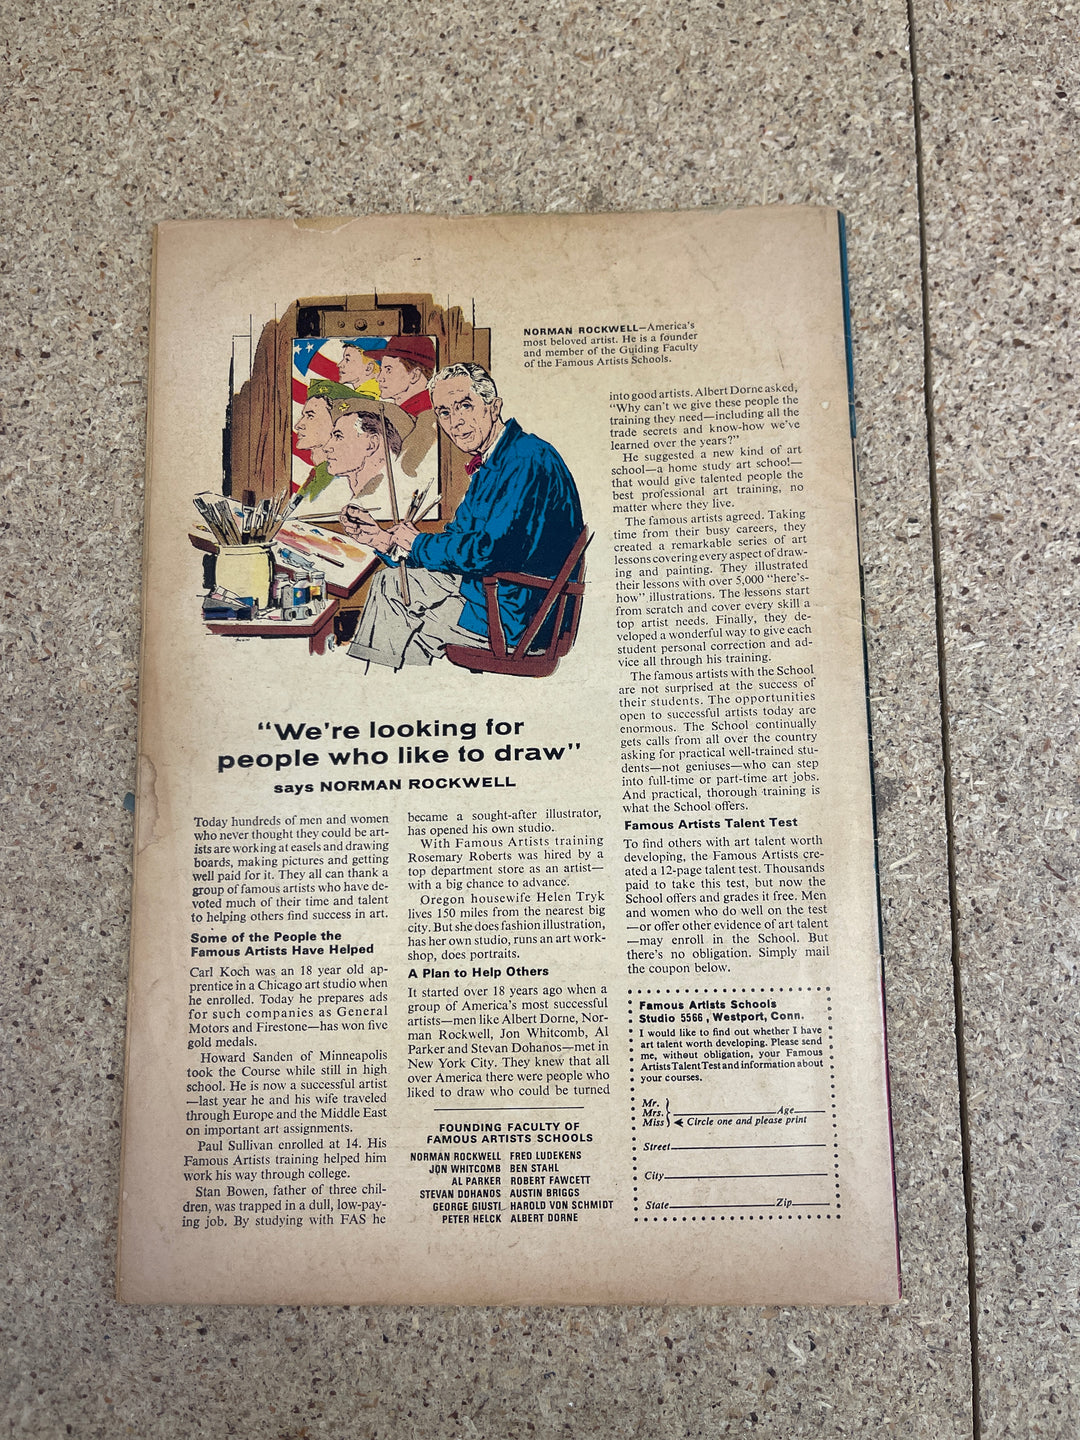 NORMAN ROCKWELL—America's
most beloved artist. He is a founder
and member of the Guiding Faculty
of the Famous Artists Schools.
"We're looking for
people who like to draw"
says NORMAN ROCKWELL
Today hundreds of men and women
who never thought they could be art-
ists are working at easels and drawing
boards, making pictures and getting
well paid for it. They all can thank a
group of famous artists who have de-
voted much of their time and talent
to helping others find success in art.
Some of the People the
Famous Artists Have Helped
Carl Koch was an 18 year old ap-
prentice in a Chicago art studio when
he enrolled. Today he prepares ads
for such companies as General
Motors and Firestone—has won five
gold medals.
Howard Sanden of Minneapolis
took the Course while still in high
school. He is now a successful artist
—last year he and his wife traveled
through Europe and the Middle East
on important art assignments.
Paul Sullivan enrolled at 14. His
Famous Artists training helped him
work his way through college.
Stan Bowen, father of three chil-
dren, was trapped in a dull, low-pay-
ing job. By studying with FAS he
became a sought-after illustrator,
has opened his own studio.
With Famous Artists training
Rosemary Roberts was hired by a
top department store as an artist—
with a big chance to advance.
Oregon housewife Helen Tryk
lives 150 miles from the nearest big
city. But she does fashion illustration,
has her own studio, runs an art work-
shop, does portraits.
A Plan to Help Others
It started over 18 years ago when a
group of America's most successful
artists—men like Albert Dorne, Nor-
man Rockwell, Jon Whitcomb, Al
Parker and Stevan Dohanos—met in
New York City. They knew that all
over America there were people who
liked to draw who could be turned
FOUNDING FACULTY OF
FAMOUS ARTISTS SCHOOLS
NORMAN ROCKWELL FRED LUDEKENS
JON WHITCOMB BEN STAHL
AL PARKER ROBERT FAWCETT
STEVAN DOHANOS AUSTIN BRIGGS
GEORGE GIUSTI HAROLD VON SCHMIDT
PETER HELCK ALBERT DORNE
into good artists. Albert Dorne asked,
"Why can't we give these people the
training they need—including all the
trade secrets and know-how we've
learned over the years?"
He suggested a new kind of art
school—a home study art school—
that would give talented people the
best professional art training, no
matter where they live.
The famous artists agreed. Taking
time from their busy careers, they
created a remarkable series of art
lessons covering every aspect of draw-
ing and painting. They illustrated
their lessons with over 5,000 "here's-
how" illustrations. The lessons start
from scratch and cover every skill a
top artist needs. Finally, they de-
veloped a wonderful way to give each
student personal correction and ad-
vice all through his training.
The famous artists with the School
are not surprised at the success of
their students. The opportunities
open to successful artists today are
enormous. The School continually
gets calls from all over the country
asking for practical well-trained stu-
dents—not geniuses—who can step
into full-time or part-time art jobs.
And practical, thorough training is
what the School offers.
Famous Artists Talent Test
To find others with art talent worth
developing, the Famous Artists cre-
ated a 12-page talent test. Thousands
paid to take this test, but now the
School offers and grades it free. Men
and women who do well on the test
—or offer other evidence of art talent
—may enroll in the School. But
there's no obligation. Simply mail
the coupon below.
Famous Artists Schools
Studio 5566, Westport, Conn.
I would like to find out whether I have
art talent worth developing. Please send
me, without obligation, your Famous
Artists Talent Test and information about
your courses.
Mr.
Mrs. Age
Miss Circle one and please print
Street
City
State Zip